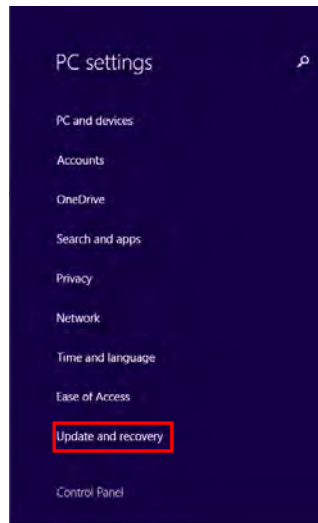 PC settings
PC and devices
Accounts
OneDrive
Search and apps
Privacy
Network
Time and language
Ease of Access
Update and recovery
Control Panel